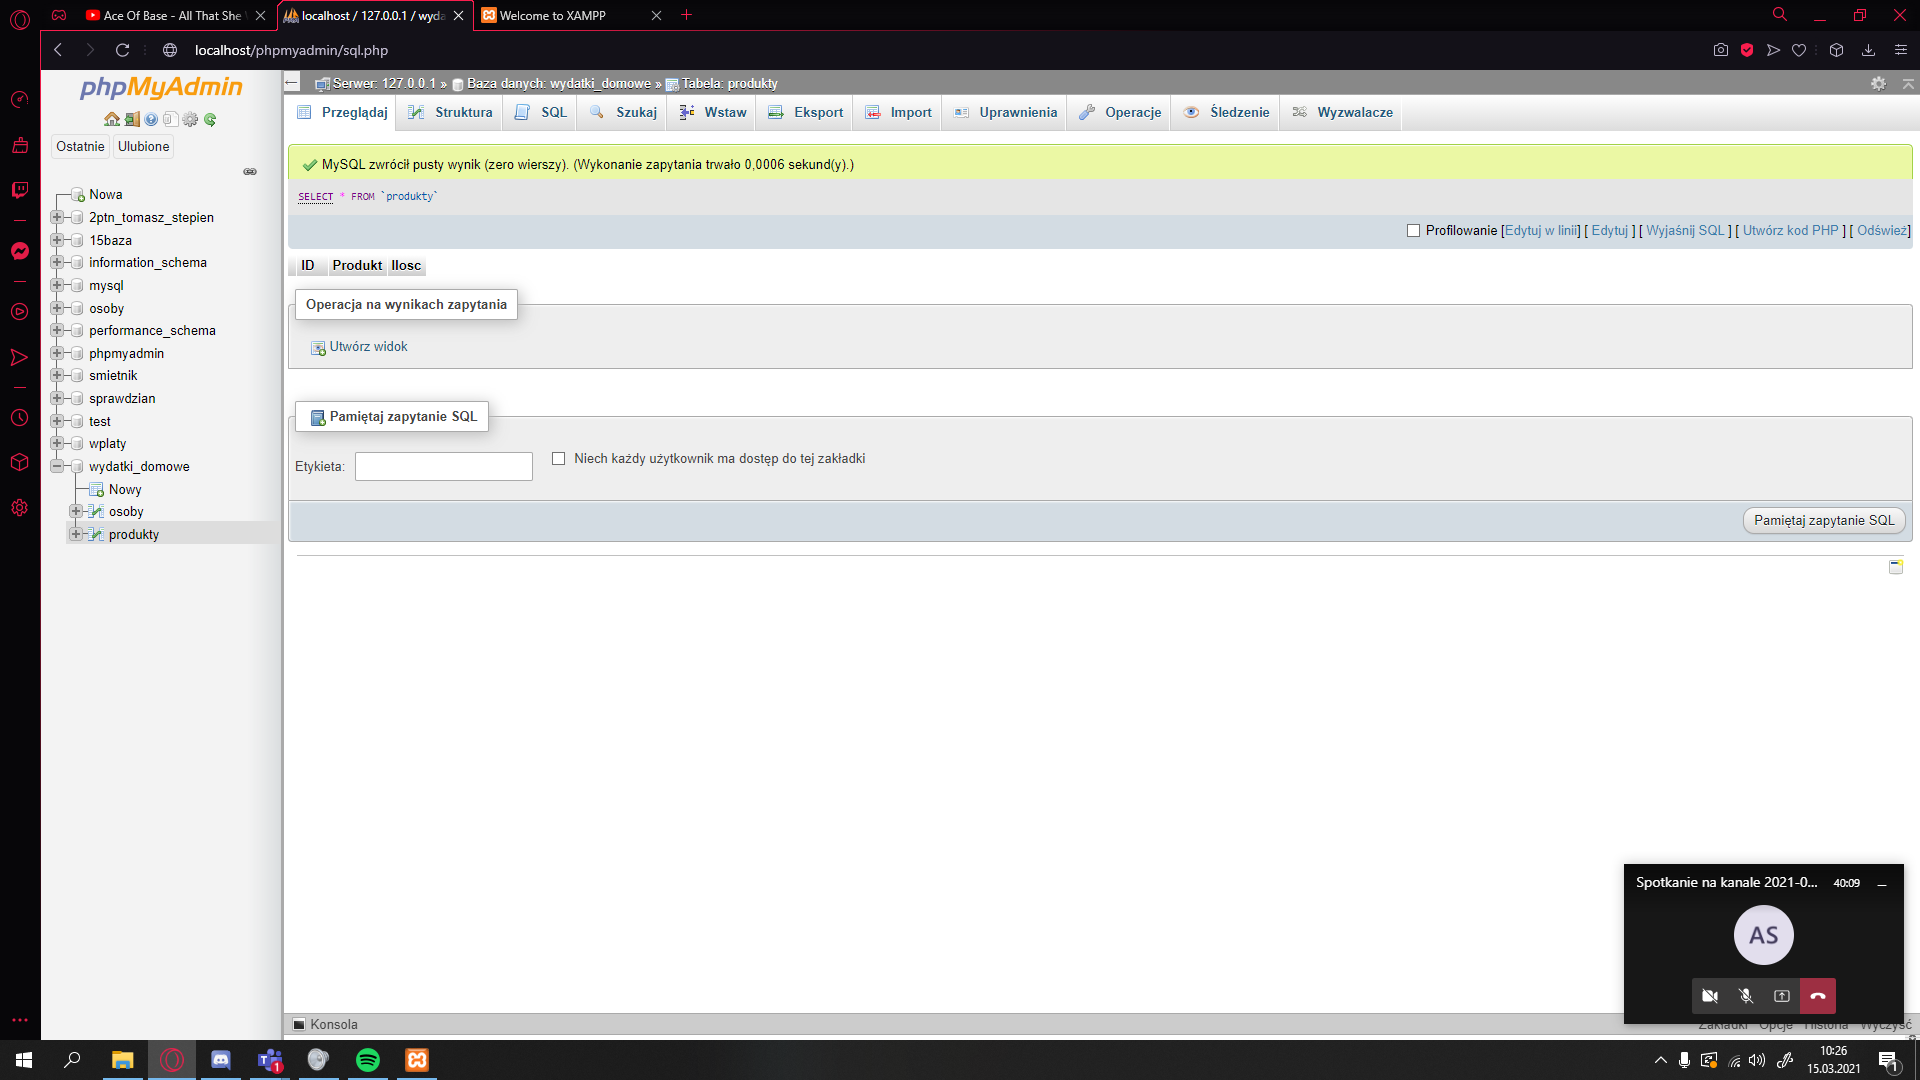 Ace Of Base - All That She
localhost / 127.0.0.1 / wyda
Welcome to XAMPP
localhost/phpmyadmin/sql.php
phpMyAdmin
Ostatnie
Ulubione
Nowa
2ptn_tomasz_stepien
15baza
information_schema
mysql
osoby
performance_schema
phpmyadmin
smietnik
sprawdzian
test
wplaty
wydatki_domowe
Nowy
osoby
produkty
Serwer: 127.0.0.1 » Baza danych: wydatki_domowe » Tabela: produkty
Przeglądaj
Struktura
SQL
Szukaj
Wstaw
Eksport
Import
Uprawnienia
Operacje
Śledzenie
Wyzwalacze
MySQL zwrócił pusty wynik (zero wierszy). (Wykonanie zapytania trwało 0,0006 sekund(y).)
SELECT * FROM `produkty`
Profilowanie [Edytuj w linii] [ Edytuj ] [ Wyjaśnij SQL ] [ Utwórz kod PHP ] [ Odśwież]
ID Produkt Ilosc
Operacja na wynikach zapytania
Utwórz widok
Pamiętaj zapytanie SQL
Etykieta:
Niech każdy użytkownik ma dostęp do tej zakładki
Pamiętaj zapytanie SQL
Spotkanie na kanale 2021-0...
40:09
AS
Konsola
Zakładki Opcje Historia Wyczyść
1
10:26
15.03.2021
1